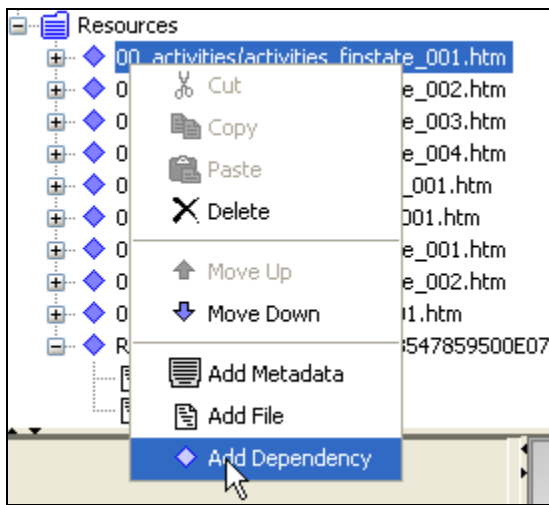 Resources
00_activities/activities_finstate_001.htm
0 e_002.htm
0 e_003.htm
0 e_004.htm
0 _001.htm
0 001.htm
0 e_001.htm
0 e_002.htm
0 1.htm
R 8547859500E07
Cut
Copy
Paste
Delete
Move Up
Move Down
Add Metadata
Add File
Add Dependency